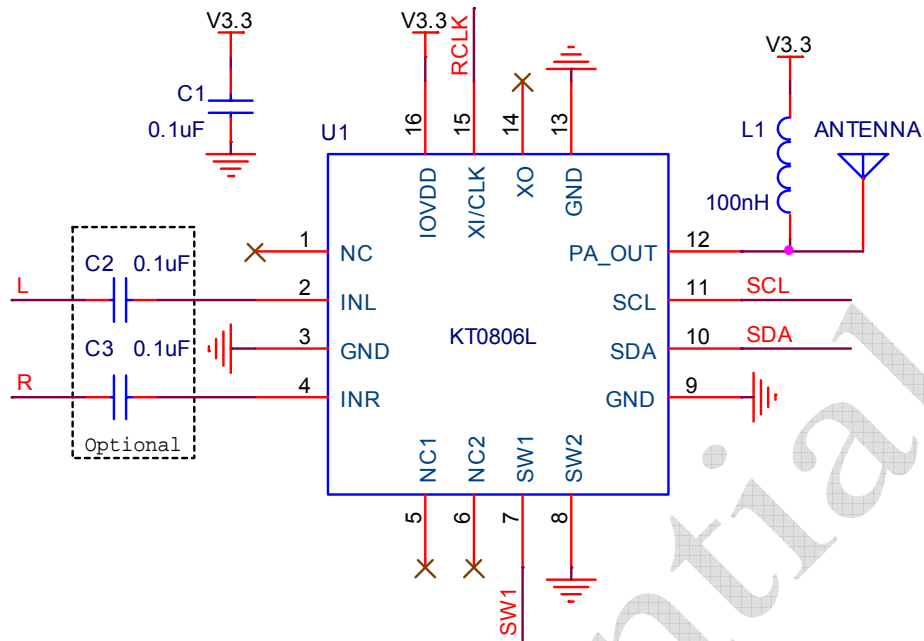 V3.3
C1
0.1uF
V3.3
RCLK
V3.3
L1
100nH
ANTENNA
U1
16
15
14
13
IOVDD
XI/CLK
XO
GND
1
NC
C2 0.1uF
L
2
INL
3
GND
C3 0.1uF
R
4
INR
Optional
KT0806L
PA_OUT
12
SCL
11
SCL
SDA
10
SDA
GND
9
NC1
NC2
SW1
SW2
5
6
7
8
SW1
ntial